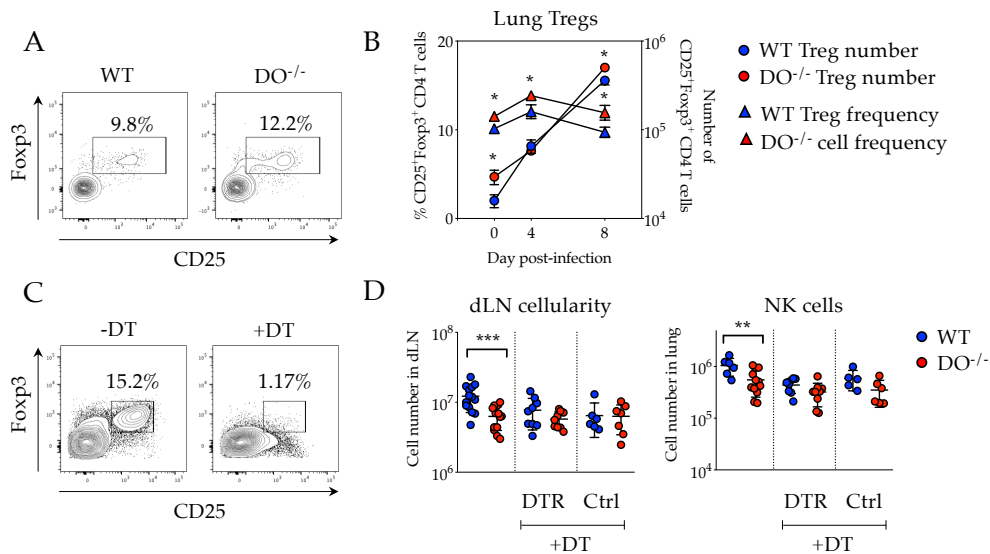 A
WT
DO-/-
9.8%
12.2%
Foxp3
CD25
B
Lung Tregs
% CD25+Foxp3+ CD4 T cells
20
10
0
10^6
10^5
10^4
Number of
CD25+Foxp3+ CD4 T cells
0 4 8
Day post-infection
* * * * *
WT Treg number
DO-/- Treg number
WT Treg frequency
DO-/- cell frequency
C
-DT
+DT
15.2%
1.17%
Foxp3
CD25
D
dLN cellularity
Cell number in dLN
10^8
10^7
10^6
***
DTR Ctrl
+DT
NK cells
Cell number in lung
10^6
10^5
10^4
**
DTR Ctrl
+DT
WT
DO-/-